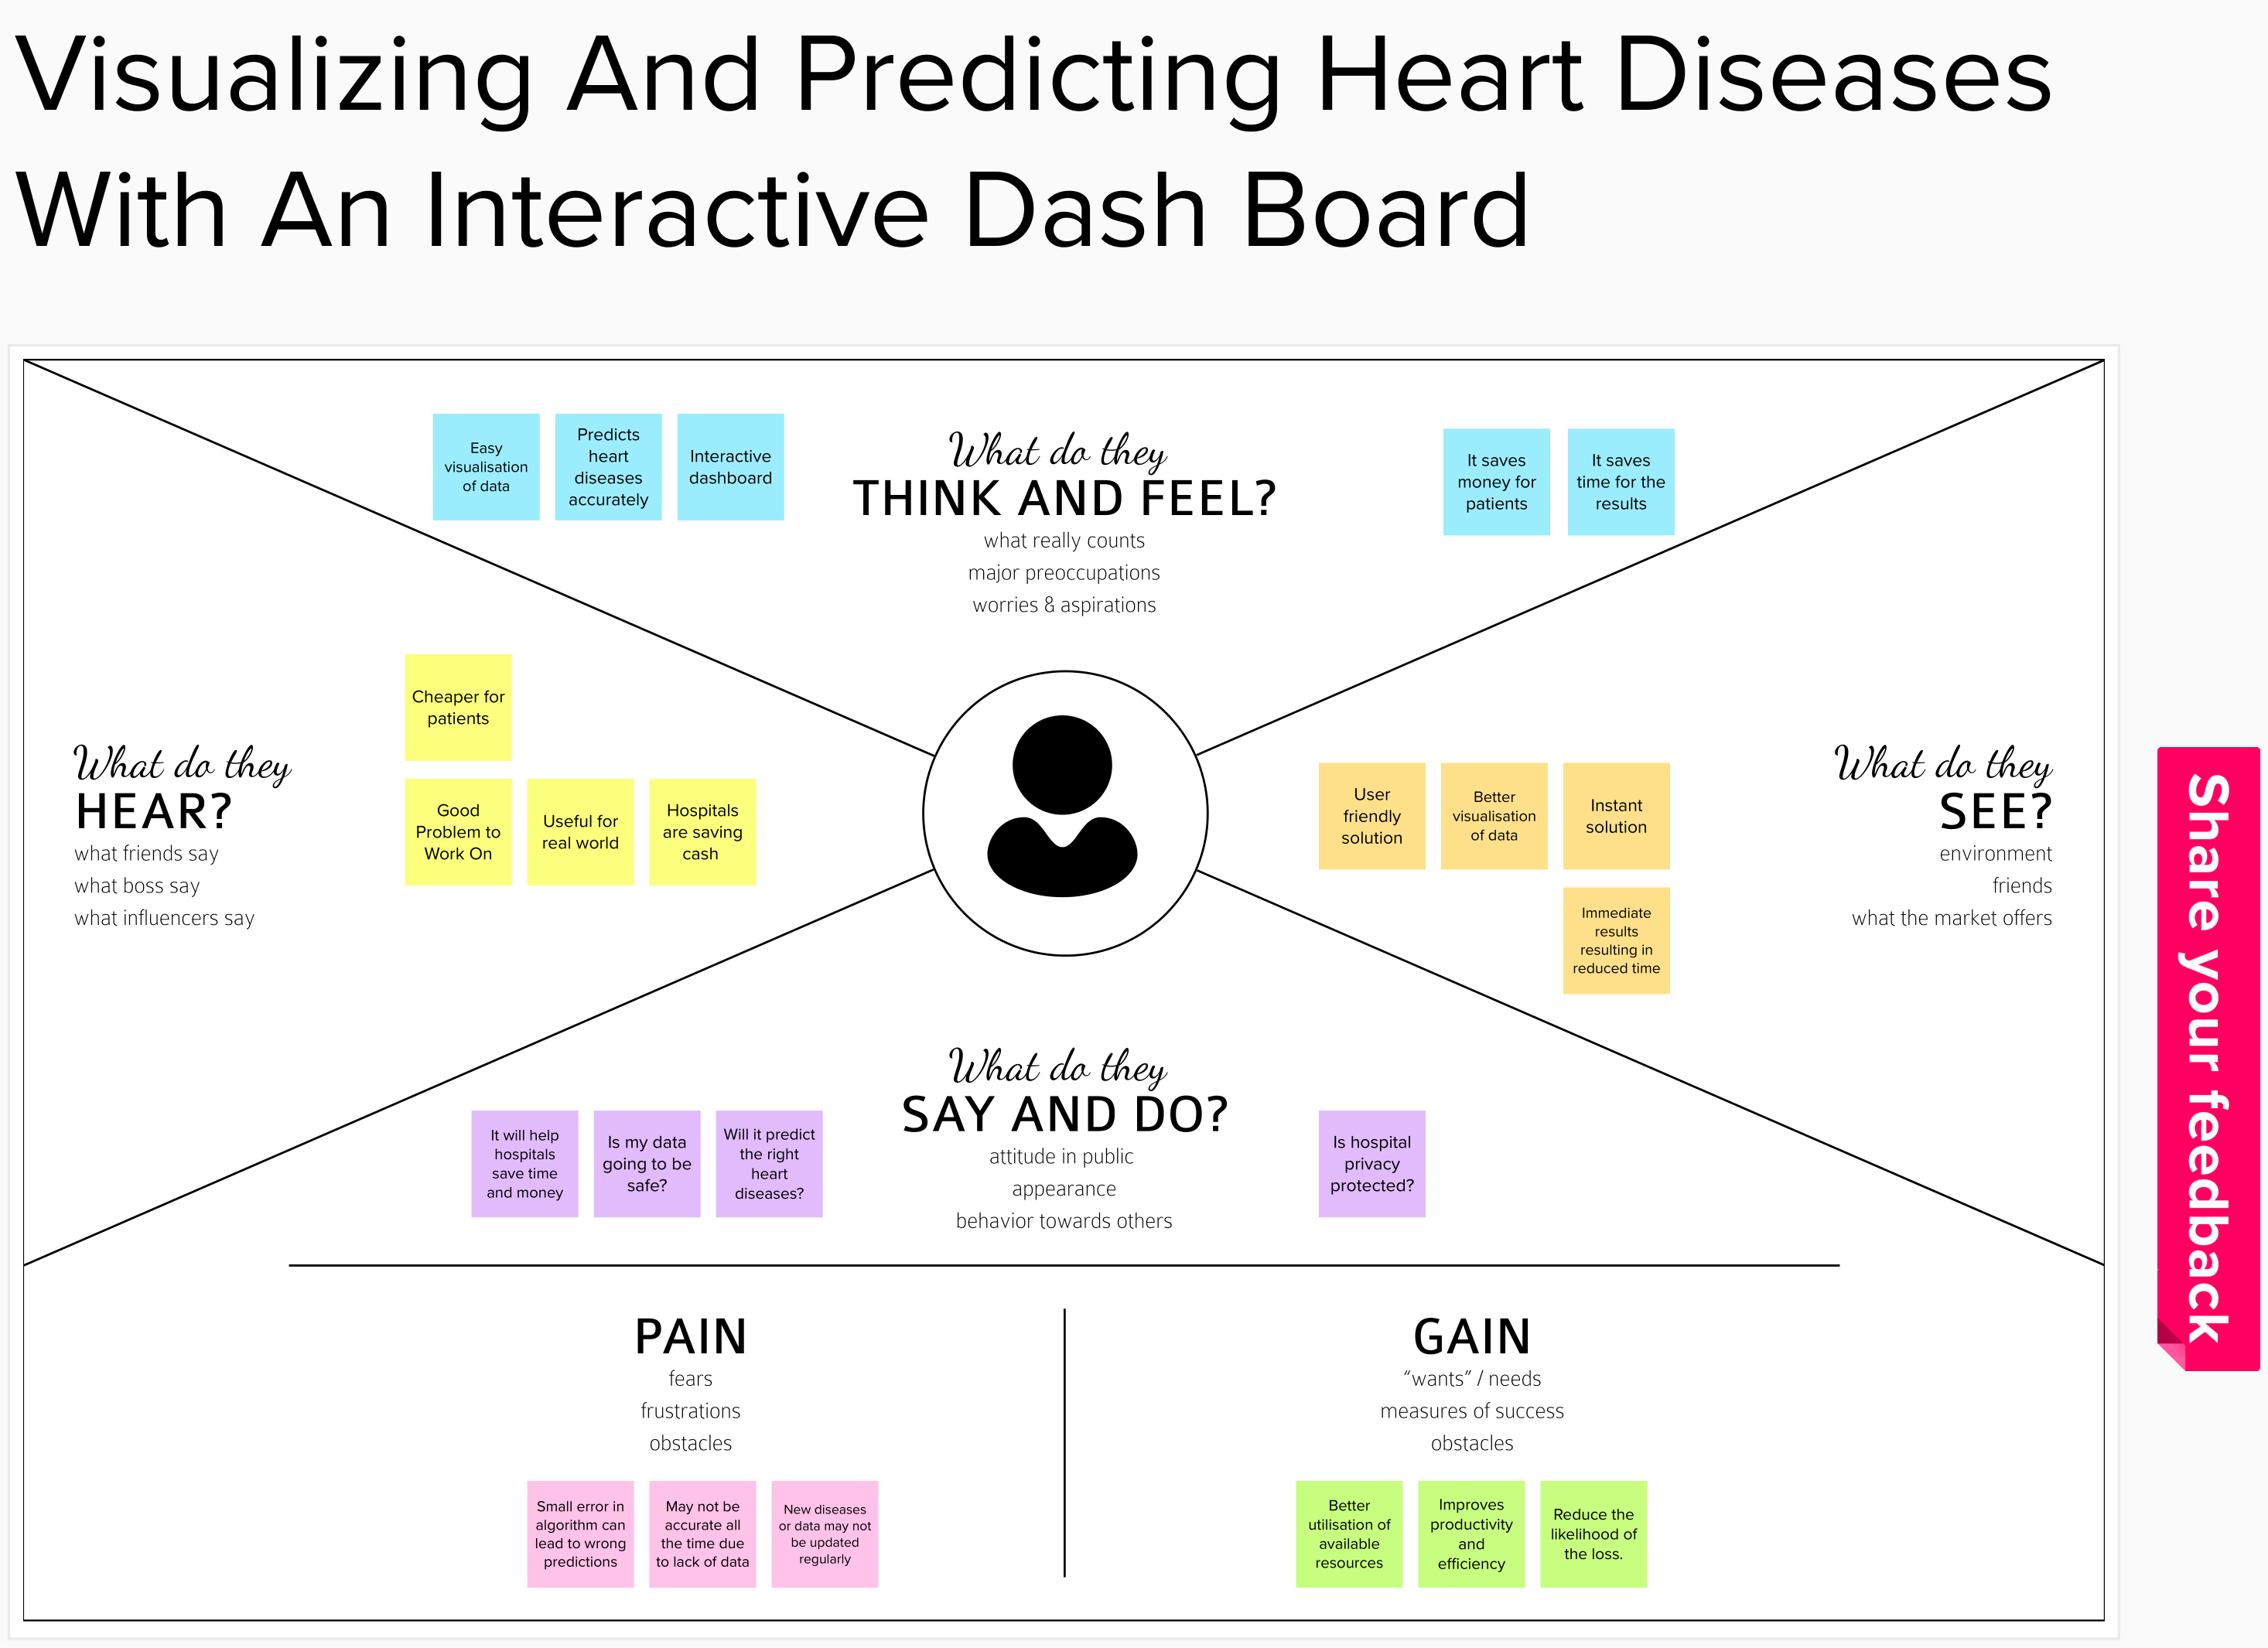 Visualizing And Predicting Heart Diseases
With An Interactive Dash Board
Easy
visualisation
of data
Predicts
heart
diseases
accurately
Interactive
dashboard
What do they
THINK AND FEEL?
what really counts
major preoccupations
worries & aspirations
It saves
money for
patients
It saves
time for the
results
What do they
HEAR?
what friends say
what boss say
what influencers say
Cheaper for
patients
Good
Problem to
Work On
Useful for
real world
Hospitals
are saving
cash
User
friendly
solution
Better
visualisation
of data
Instant
solution
Immediate
results
resulting in
reduced time
What do they
SEE?
environment
friends
what the market offers
It will help
hospitals
save time
and money
Is my data
going to be
safe?
Will it predict
the right
heart
diseases?
What do they
SAY AND DO?
attitude in public
appearance
behavior towards others
Is hospital
privacy
protected?
PAIN
fears
frustrations
obstacles
Small error in
algorithm can
lead to wrong
predictions
May not be
accurate all
the time due
to lack of data
New diseases
or data may not
be updated
regularly
GAIN
“wants” / needs
measures of success
obstacles
Better
utilisation of
available
resources
Improves
productivity
and
efficiency
Reduce the
likelihood of
the loss.
Share your feedback